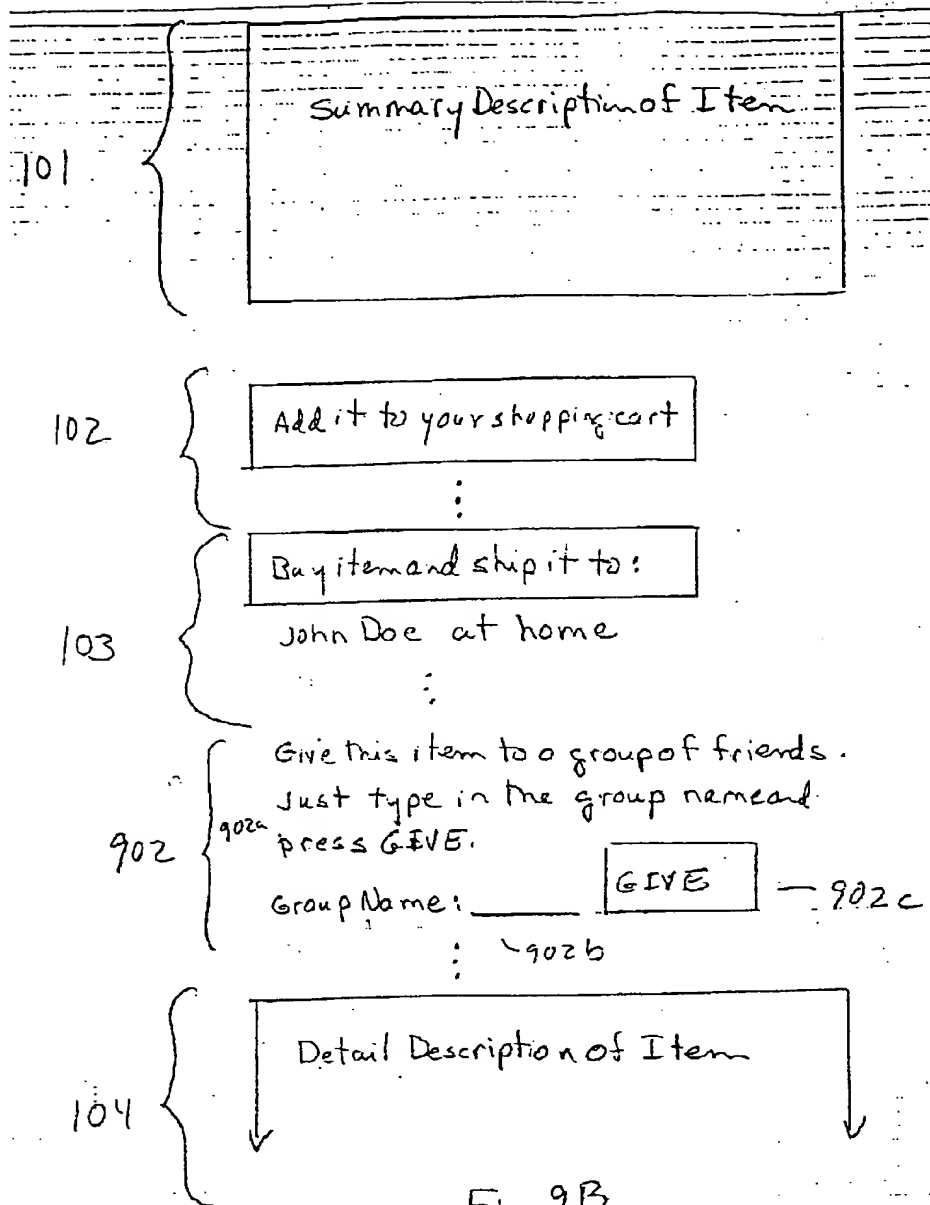 Summary Description of Item
101
102
Add it to your shopping cart
Buy item and ship it to:
103
John Doe at home
Give this item to a group of friends.
Just type in the group name and
902 902a press GIVE.
Group Name: ______ GIVE 902c
902b
Detail Description of Item
104
9B